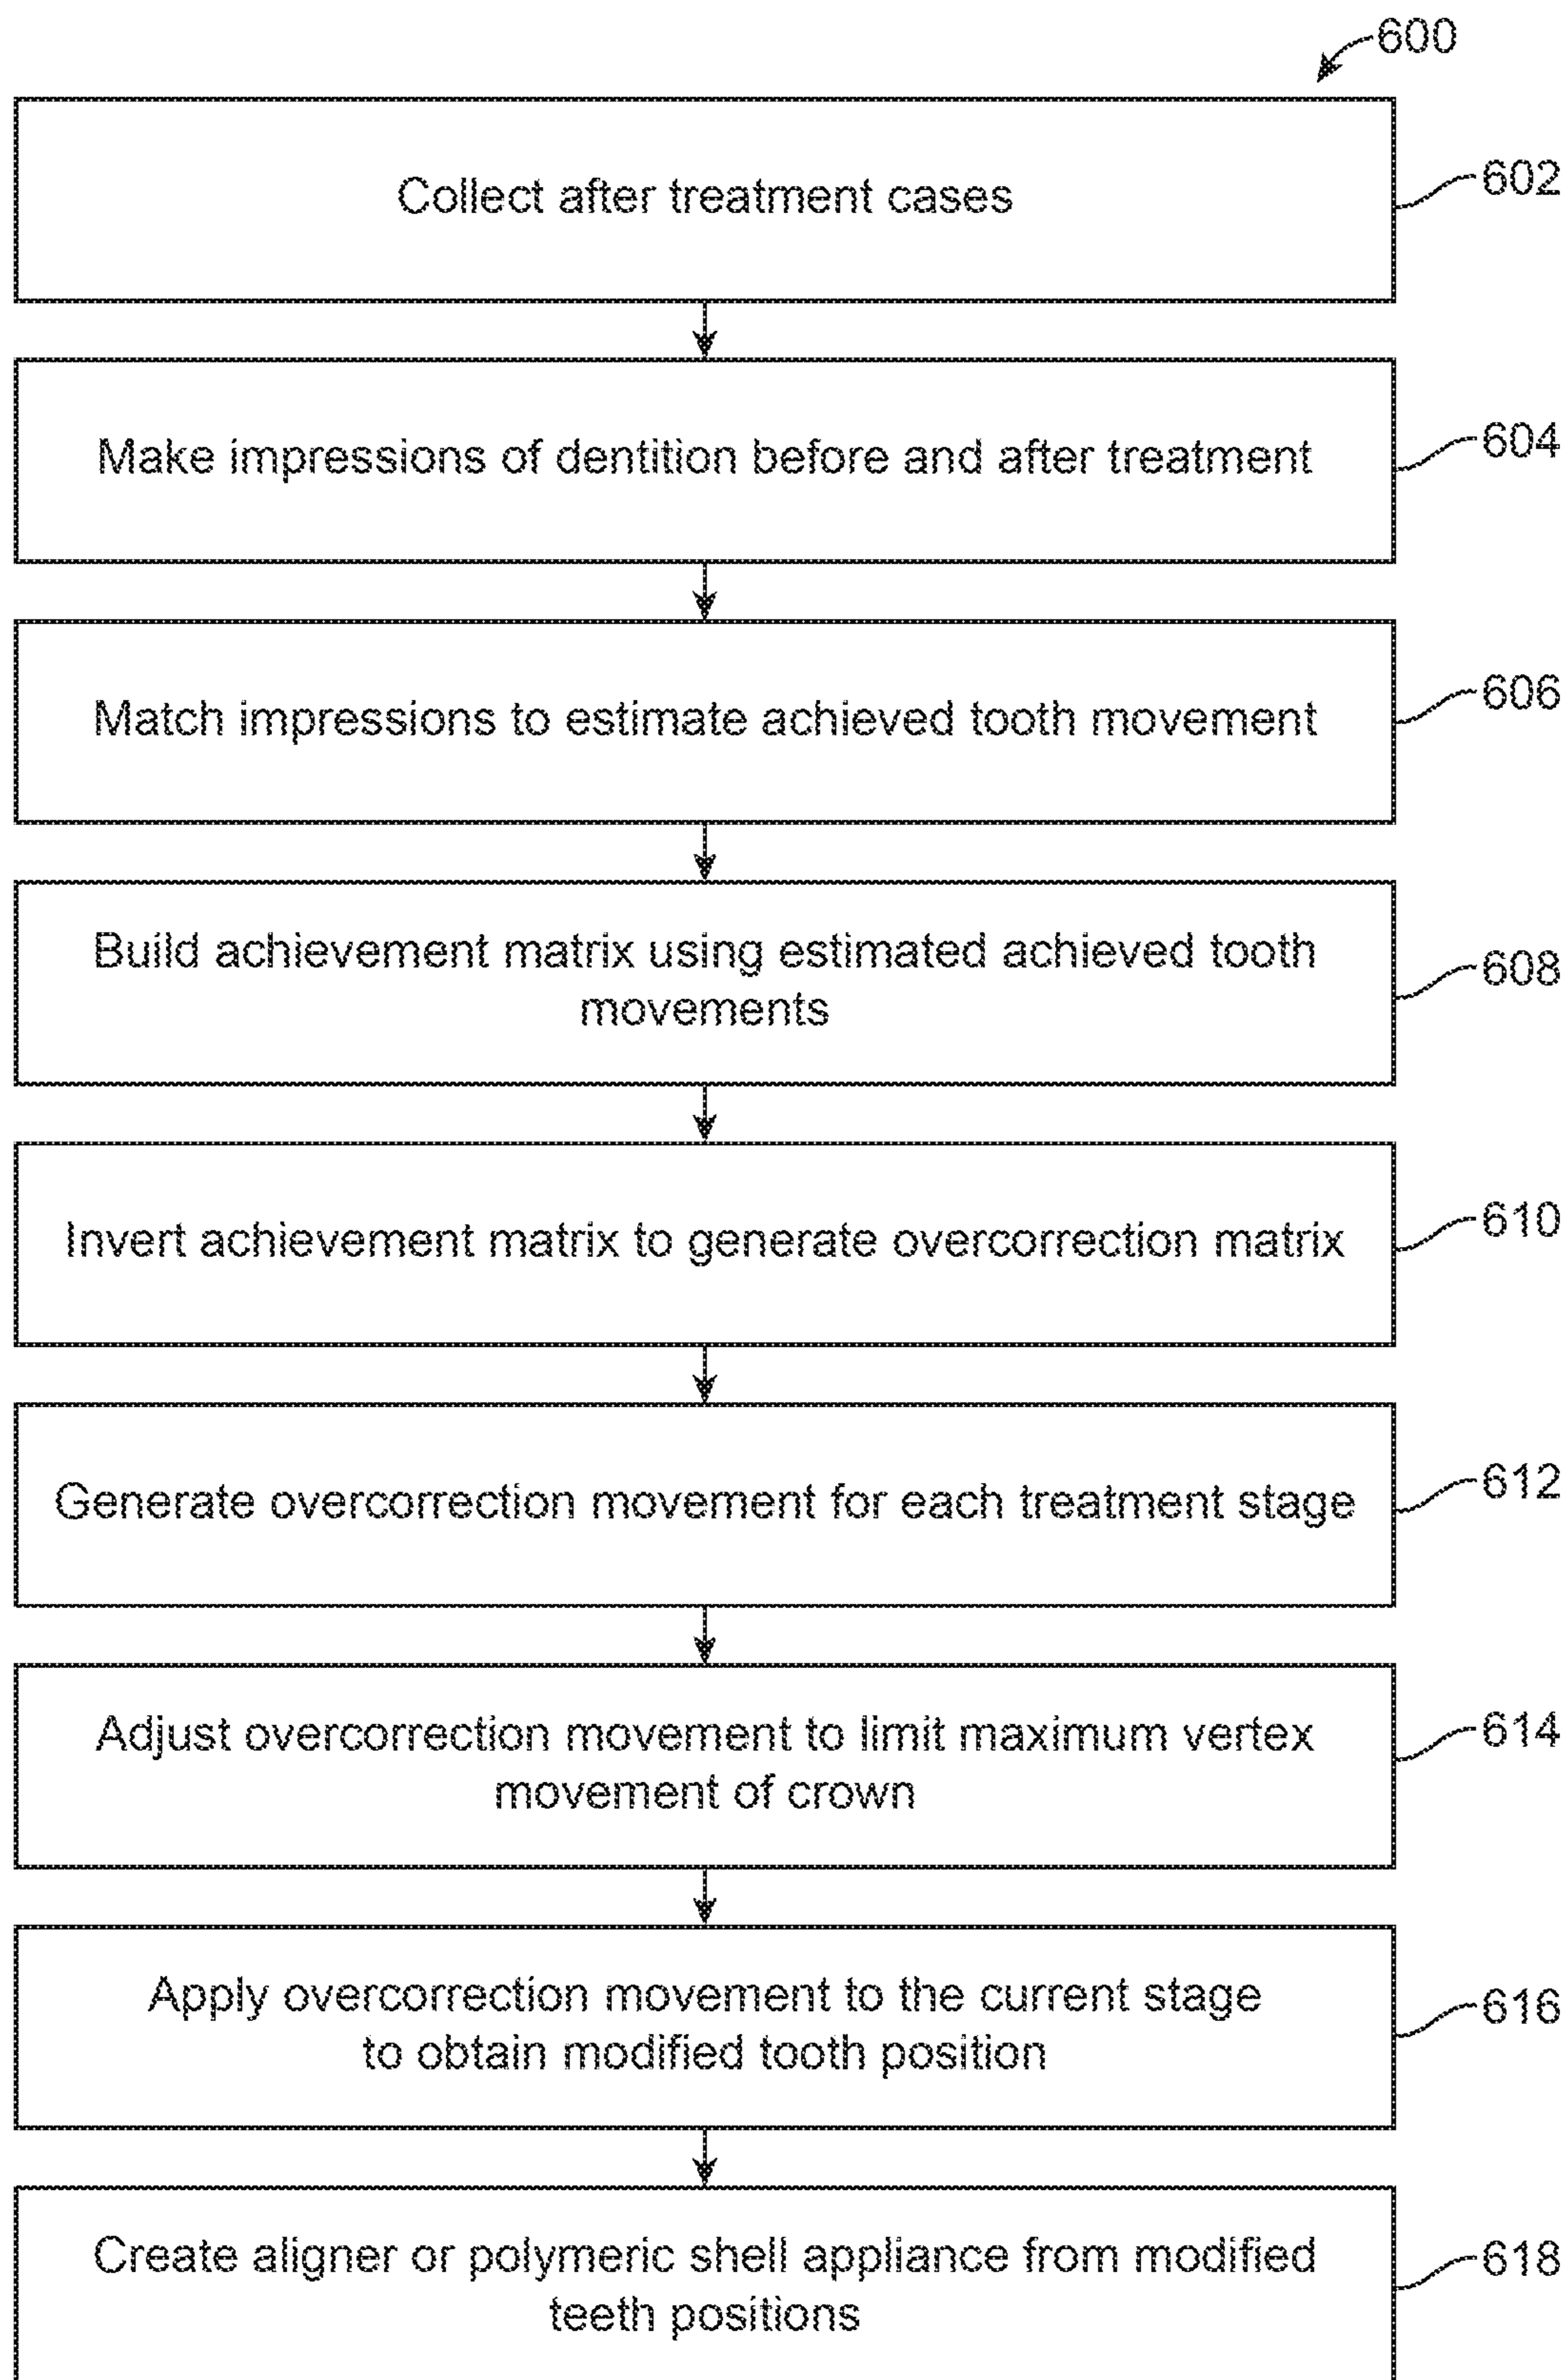 600
Collect after treatment cases
602
Make impressions of dentition before and after treatment
604
Match impressions to estimate achieved tooth movement
606
Build achievement matrix using estimated achieved tooth
movements
608
Invert achievement matrix to generate overcorrection matrix
610
Generate overcorrection movement for each treatment stage
612
Adjust overcorrection movement to limit maximum vertex
movement of crown
614
Apply overcorrection movement to the current stage
to obtain modified tooth position
616
Create aligner or polymeric shell appliance from modified
teeth positions
618